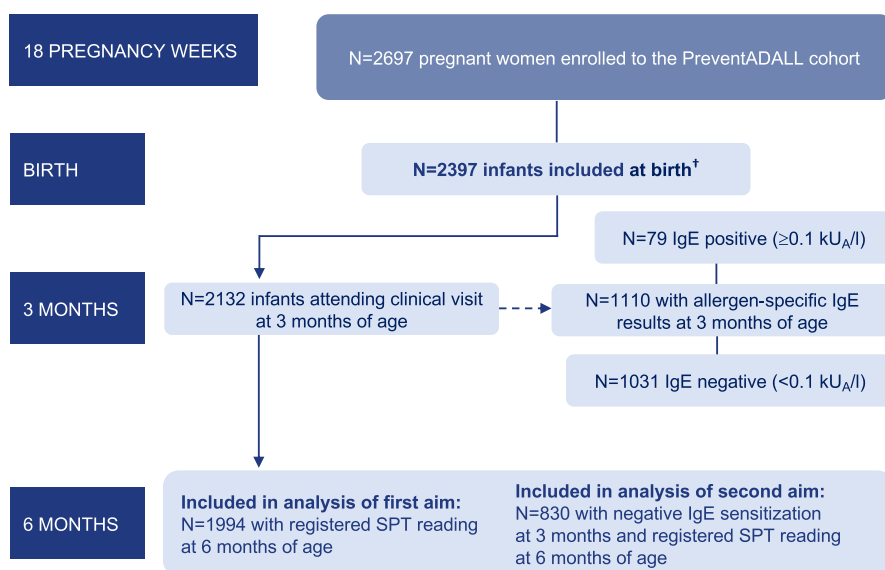 18 PREGNANCY WEEKS
N=2697 pregnant women enrolled to the PreventADALL cohort
BIRTH
N=2397 infants included at birth†
N=79 IgE positive (≥0.1 kUA/l)
3 MONTHS
N=2132 infants attending clinical visit
at 3 months of age
N=1110 with allergen-specific IgE
results at 3 months of age
N=1031 IgE negative (<0.1 kUA/l)
6 MONTHS
Included in analysis of first aim:
N=1994 with registered SPT reading
at 6 months of age
Included in analysis of second aim:
N=830 with negative IgE sensitization
at 3 months and registered SPT reading
at 6 months of age